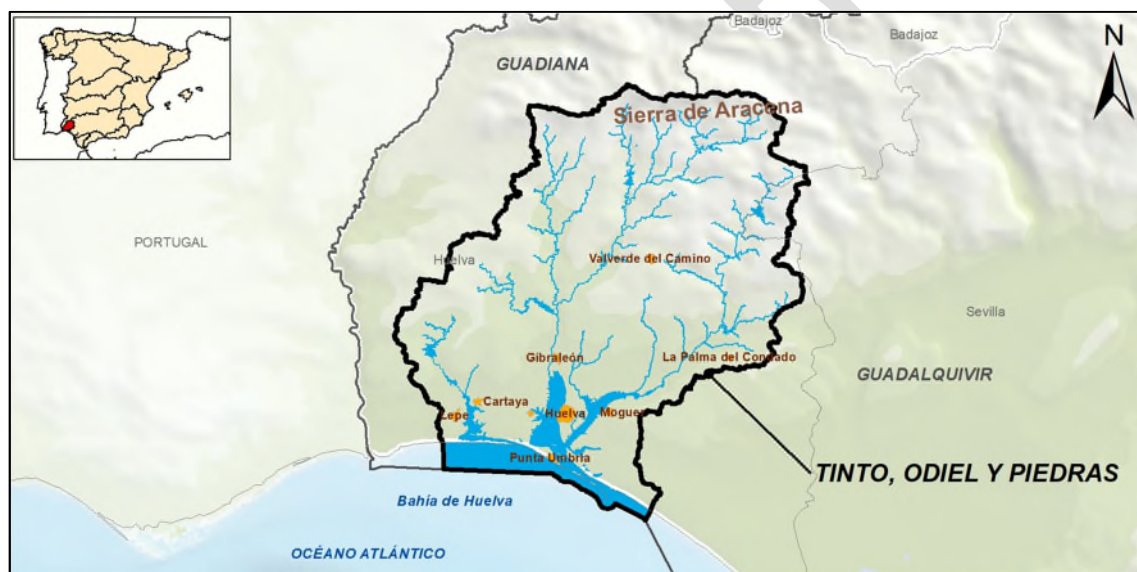 Badajoz
Badajoz
N
GUADIANA
Sierra de Aracena
PORTUGAL
Huelva
Valverde del Camino
Sevilla
Gibraleón
La Palma del Condado
GUADALQUIVIR
Cartaya
Lepe
Huelva
Moguer
Punta Umbría
TINTO, ODIEL Y PIEDRAS
Bahía de Huelva
OCÉANO ATLÁNTICO